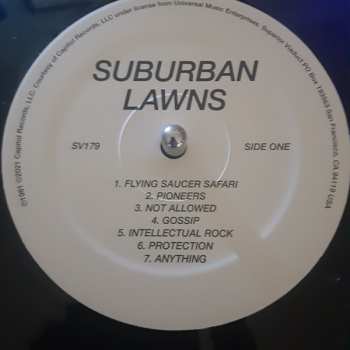 ℗1981 ©2021 Capitol Records, LLC. Courtesy of Capitol Records, LLC under license from Universal Music Enterprises. Superior Viaduct PO Box 193563 San Francisco, CA 94119 USA
SUBURBAN
LAWNS
SV179
SIDE ONE
1. FLYING SAUCER SAFARI
2. PIONEERS
3. NOT ALLOWED
4. GOSSIP
5. INTELLECTUAL ROCK
6. PROTECTION
7. ANYTHING